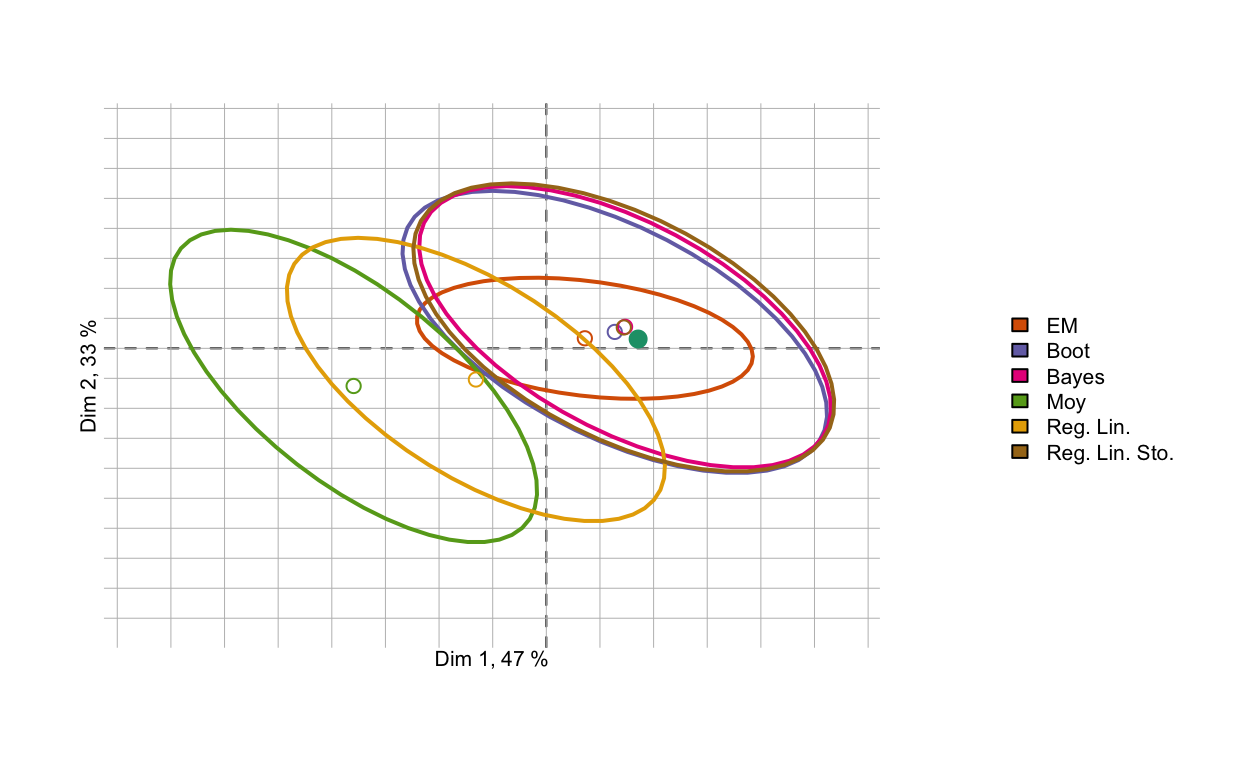 Dim 2, 33 %
Dim 1, 47 %
EM
Boot
Bayes
Moy
Reg. Lin.
Reg. Lin. Sto.